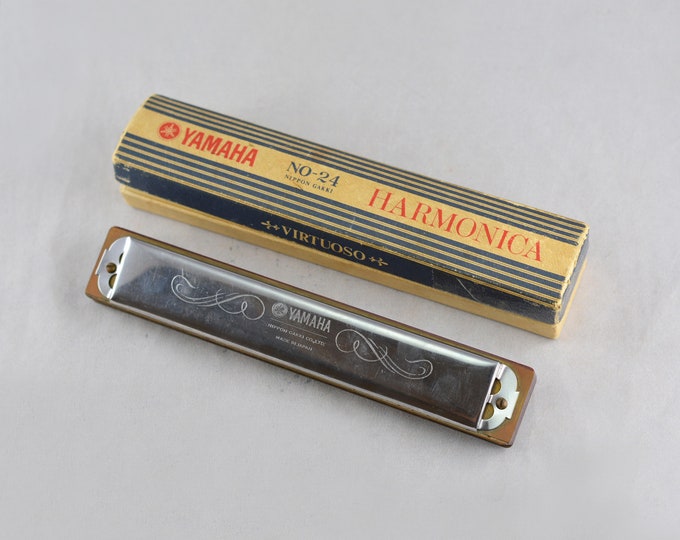 YAMAHA
NO-24
NIPPON GAKKI
HARMONICA
VIRTUOSO
YAMAHA
NIPPON GAKKI CO., LTD.
MADE IN JAPAN